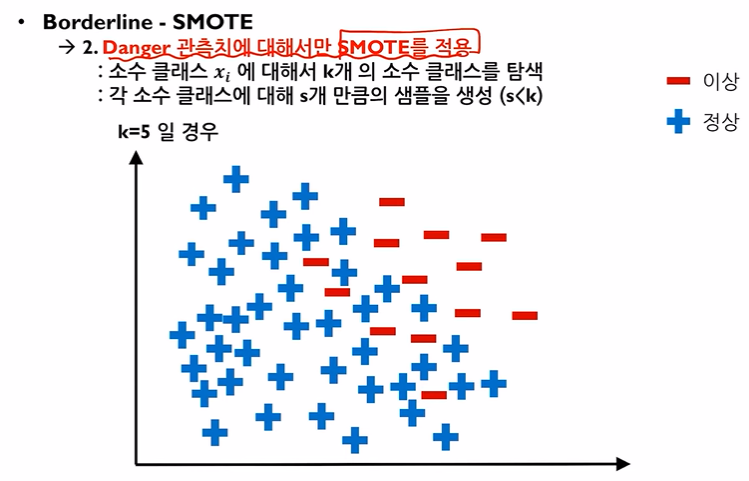 • Borderline - SMOTE
→ 2. Danger 관측치에 대해서만 SMOTE를 적용
: 소수 클래스 xᵢ 에 대해서 k개 의 소수 클래스를 탐색
: 각 소수 클래스에 대해 s개 만큼의 샘플을 생성 (s<k)
k=5 일 경우
이상
정상